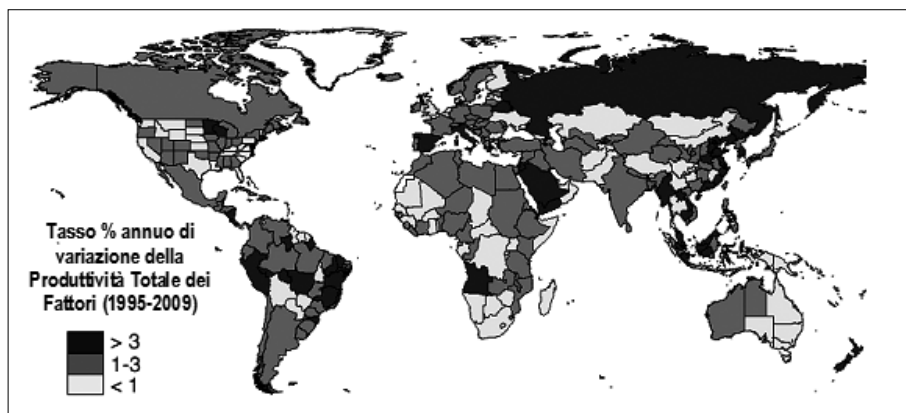 Tasso % annuo di
variazione della
Produttività Totale dei
Fattori (1995-2009)
> 3
1-3
< 1